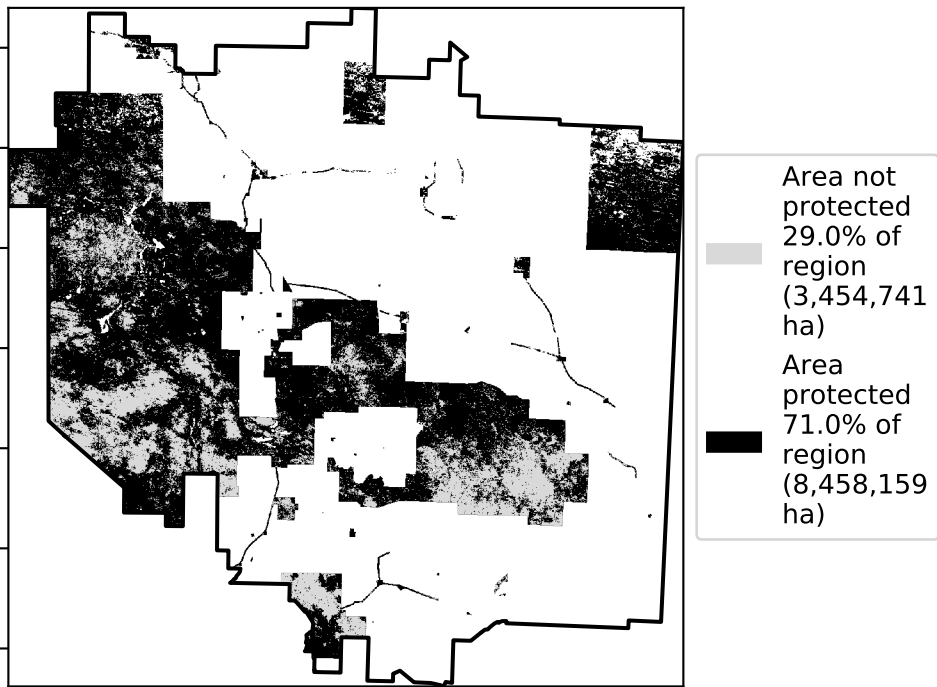 Area not
protected
29.0% of
region
(3,454,741
ha)
Area
protected
71.0% of
region
(8,458,159
ha)